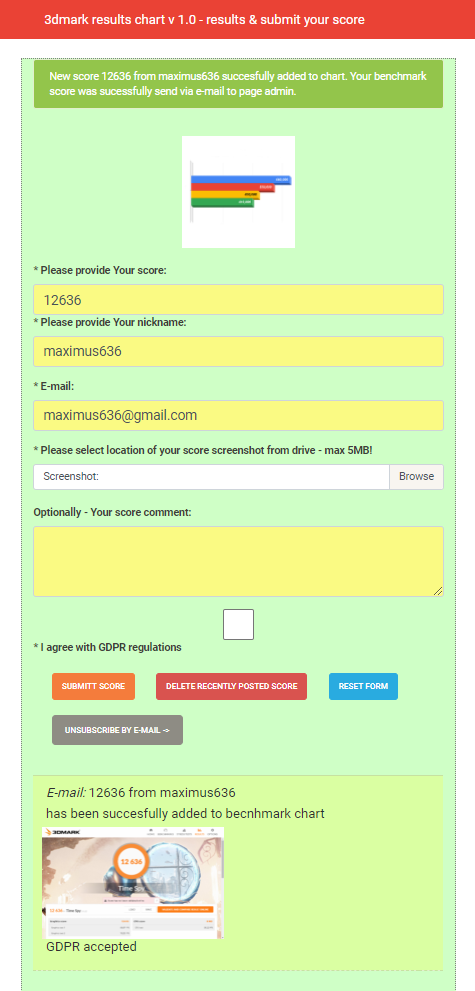 3dmark results chart v 1.0 - results & submit your score
New score 12636 from maximus636 succesfully added to chart. Your benchmark
score was sucessfully send via e-mail to page admin.
* Please provide Your score:
12636
* Please provide Your nickname:
maximus636
* E-mail:
maximus636@gmail.com
* Please select location of your score screenshot from drive - max 5MB!
Screenshot: Browse
Optionally - Your score comment:
* I agree with GDPR regulations
SUBMITT SCORE DELETE RECENTLY POSTED SCORE RESET FORM
UNSUBSCRIBE BY E-MAIL ->
E-mail: 12636 from maximus636
has been succesfully added to becnhmark chart
3DMARK
12 636
Time Spy
12 636 - Time Spy
GDPR accepted